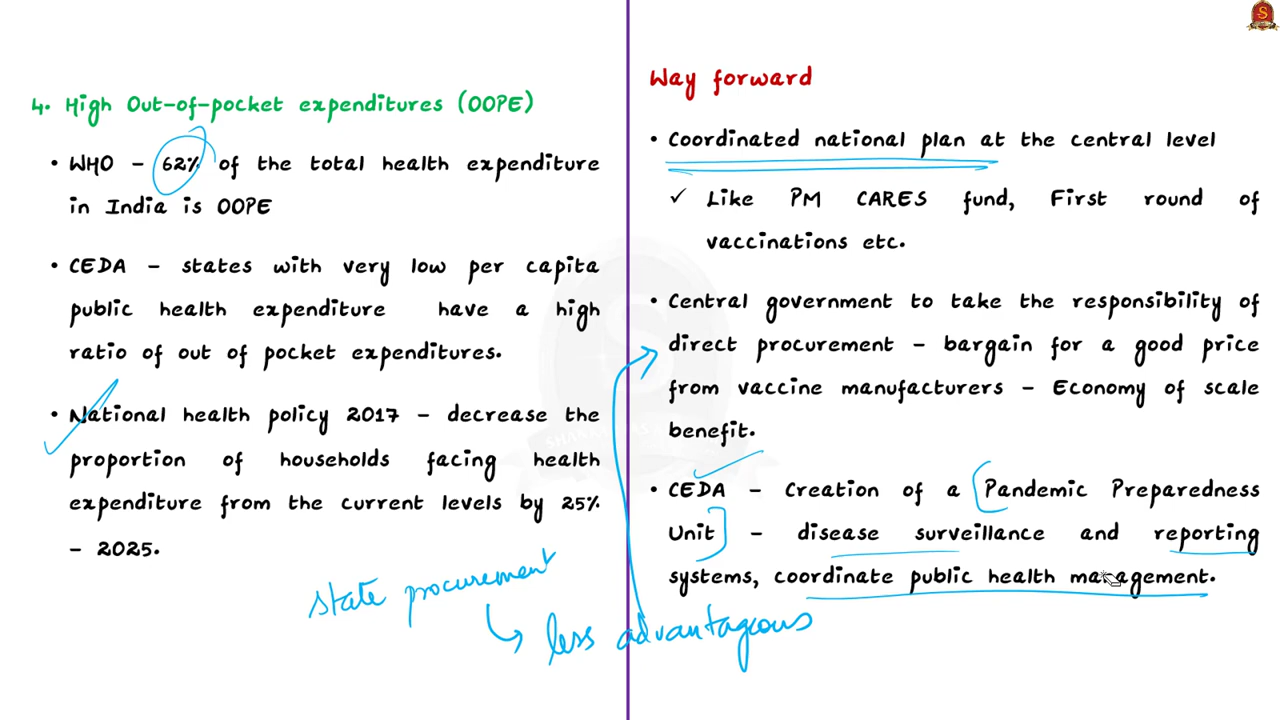 4. High Out-of-pocket expenditures (OOPE)
• WHO – 62% of the total health expenditure
in India is OOPE
• CEDA – states with very low per capita
public health expenditure have a high
ratio of out of pocket expenditures.
• National health policy 2017 – decrease the
proportion of households facing health
expenditure from the current levels by 25%
– 2025.
state procurement
less advantageous
Way forward
• Coordinated national plan at the central level
✓ Like PM CARES fund, First round of
vaccinations etc.
• Central government to take the responsibility of
direct procurement – bargain for a good price
from vaccine manufacturers – Economy of scale
benefit.
• CEDA – Creation of a [Pandemic Preparedness
Unit] – disease surveillance and reporting
systems, coordinate public health management.